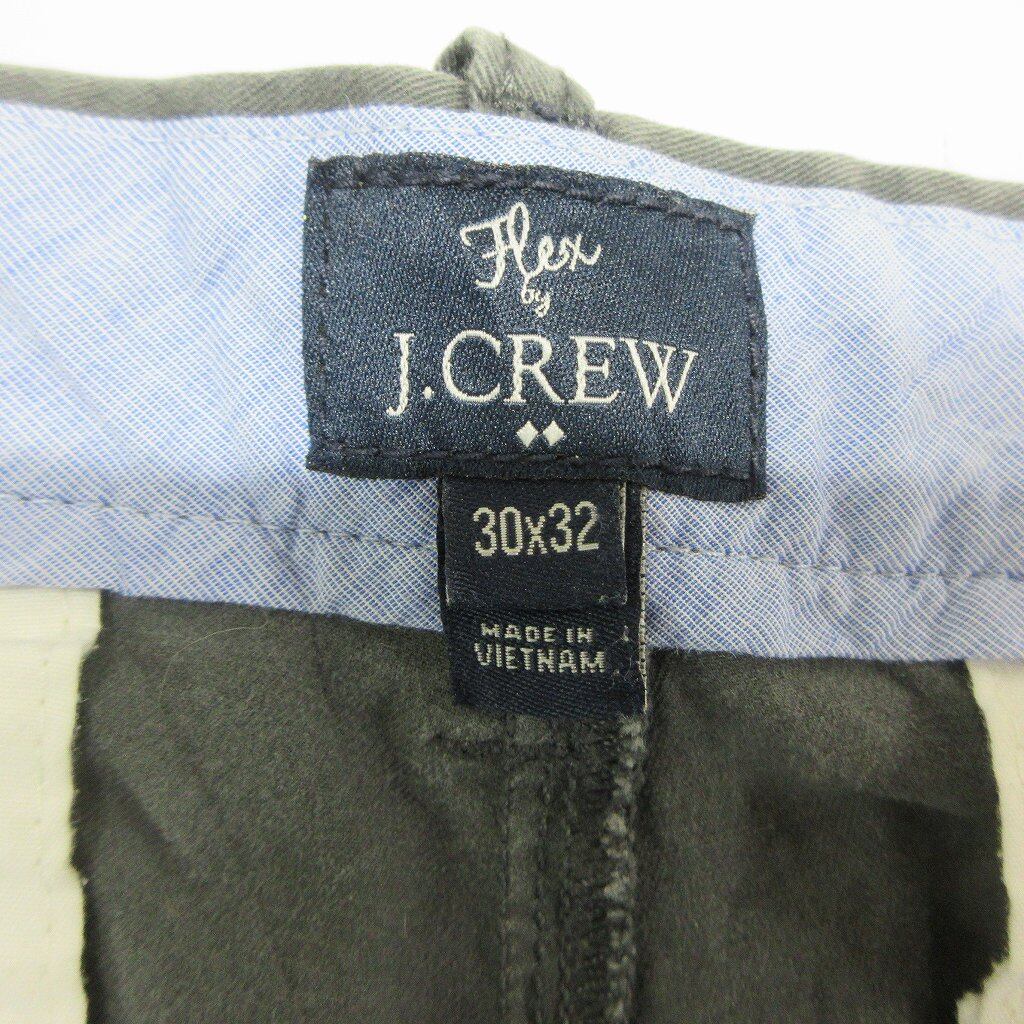 Flex
by
J.CREW
30x32
MADE IN
VIETNAM